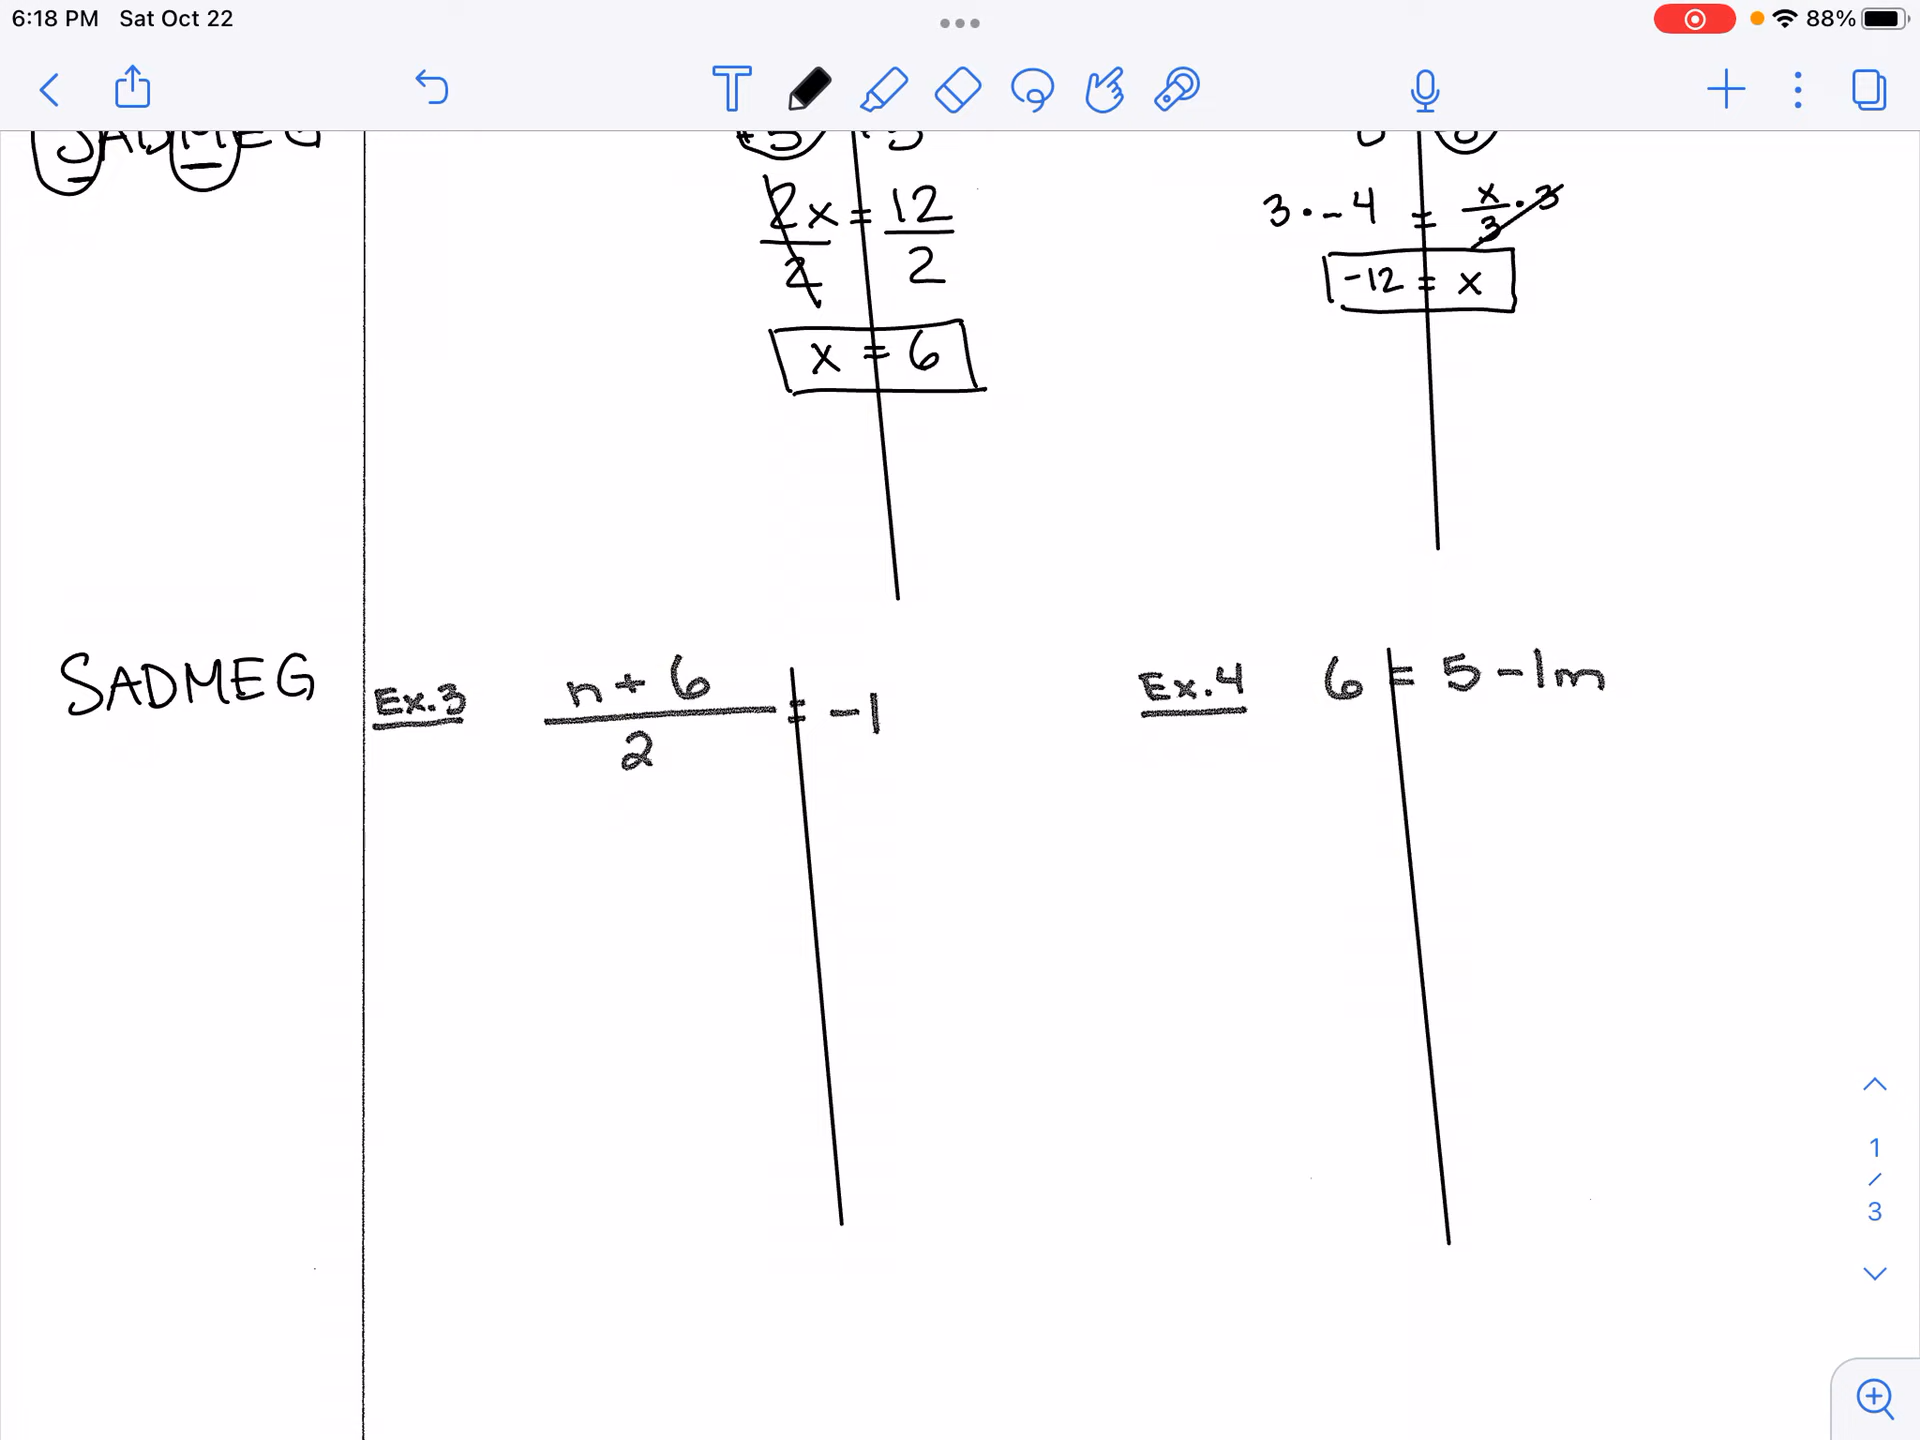 6:18 PM Sat Oct 22
88%
SADMEG
2x = 12
2 2
x = 6
3 · -4 = x/3 · 3
-12 = x
SADMEG
Ex.3 n + 6 = -1
2
Ex.4 6 = 5 - 1m
1
/
3